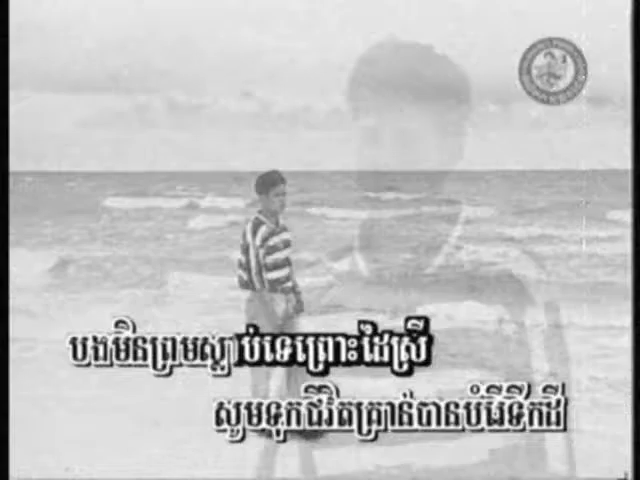 បងមិនព្រមស្លាប់ទេព្រោះដៃស្រី
សូមទុកជីវិតគ្រាន់បានបំរើទឹកដី